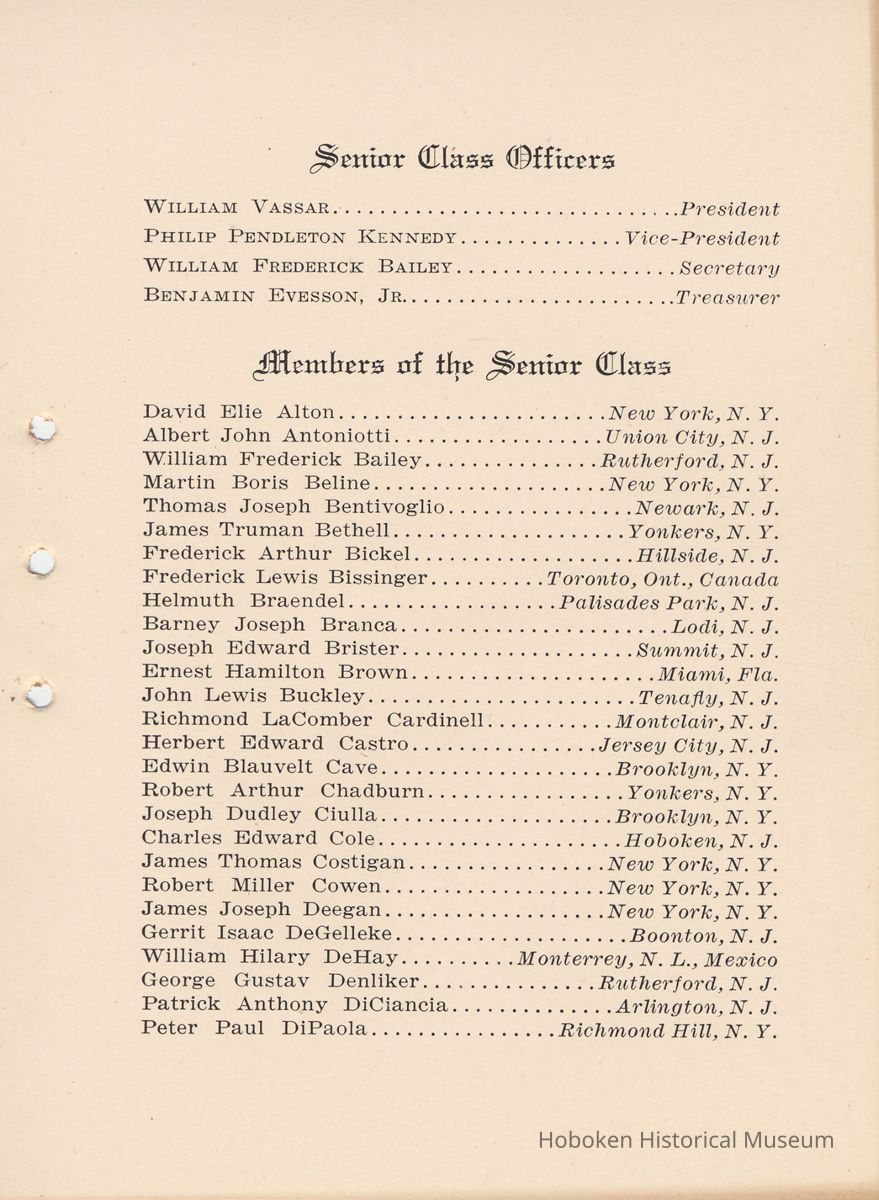 Senior Class Officers
WILLIAM VASSAR..............................President
PHILIP PENDLETON KENNEDY..............Vice-President
WILLIAM FREDERICK BAILEY...................Secretary
BENJAMIN EVESSON, JR........................Treasurer
Members of the Senior Class
David Elie Alton.......................New York, N. Y.
Albert John Antoniotti..................Union City, N. J.
William Frederick Bailey...............Rutherford, N. J.
Martin Boris Beline....................New York, N. Y.
Thomas Joseph Bentivoglio................Newark, N. J.
James Truman Bethell....................Yonkers, N. Y.
Frederick Arthur Bickel...................Hillside, N. J.
Frederick Lewis Bissinger..........Toronto, Ont., Canada
Helmuth Braendel..................Palisades Park, N. J.
Barney Joseph Branca.......................Lodi, N. J.
Joseph Edward Brister....................Summit, N. J.
Ernest Hamilton Brown.....................Miami, Fla.
John Lewis Buckley.......................Tenafly, N. J.
Richmond LaComber Cardinell...........Montclair, N. J.
Herbert Edward Castro................Jersey City, N. J.
Edwin Blauvelt Cave....................Brooklyn, N. Y.
Robert Arthur Chadburn.................Yonkers, N. Y.
Joseph Dudley Ciulla....................Brooklyn, N. Y.
Charles Edward Cole.....................Hoboken, N. J.
James Thomas Costigan.................New York, N. Y.
Robert Miller Cowen...................New York, N. Y.
James Joseph Deegan...................New York, N. Y.
Gerrit Isaac DeGelleke....................Boonton, N. J.
William Hilary DeHay..........Monterrey, N. L., Mexico
George Gustav Denliker...............Rutherford, N. J.
Patrick Anthony DiCiancia..............Arlington, N. J.
Peter Paul DiPaola................Richmond Hill, N. Y.
Hoboken Historical Museum